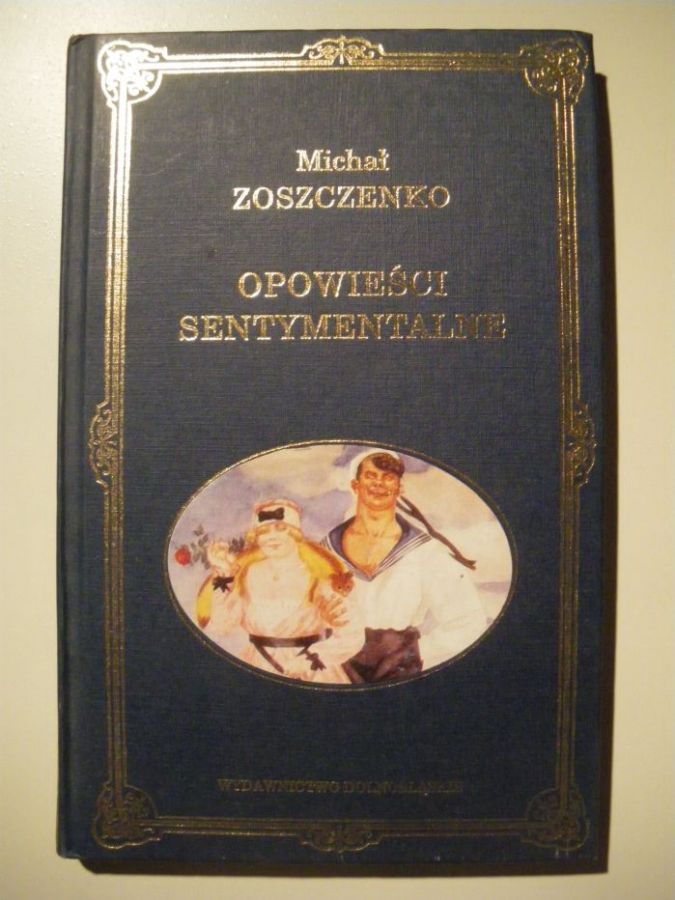 Michał
ZOSZCZENKO
OPOWIEŚCI
SENTYMENTALNE
WYDAWNICTWO DOLNOŚLĄSKIE